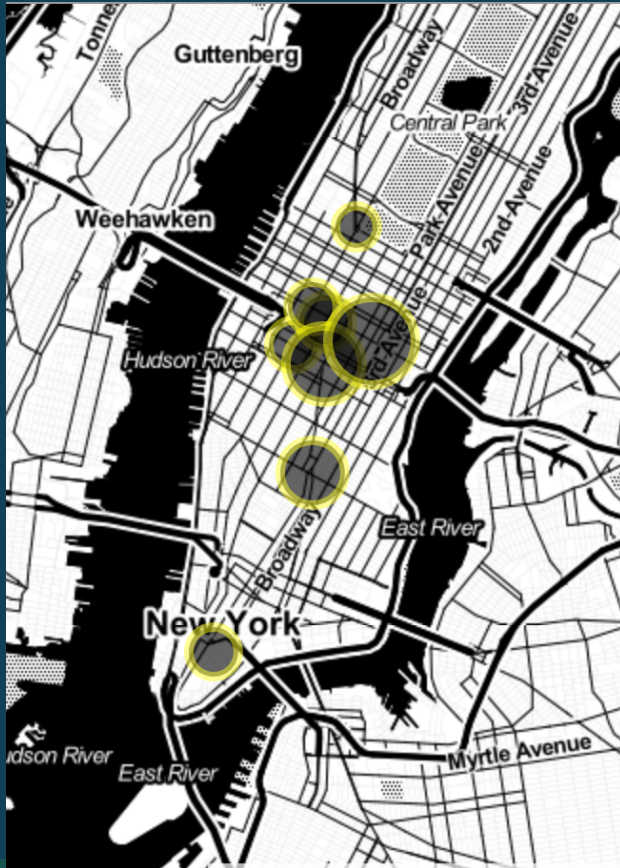 Tonne
Guttenberg
Broadway
3rd Avenue
Central Park
Park Avenue
2nd Avenue
Weehawken
Hudson River
rd Avenue
Broadway
East River
New York
udson River
East River
Myrtle Avenue